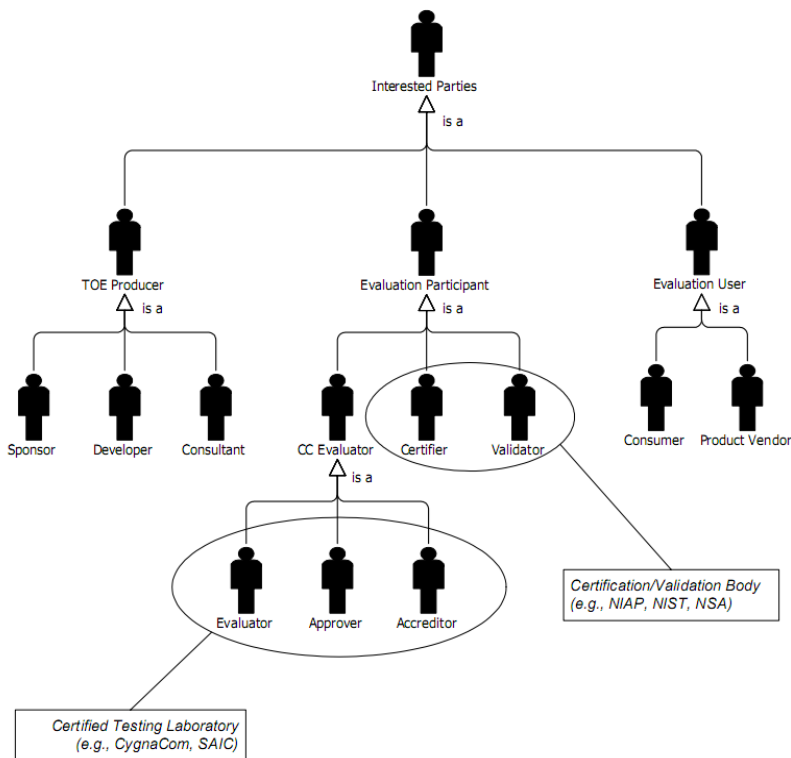 Interested Parties
is a
TOE Producer
Evaluation Participant
Evaluation User
is a
is a
is a
Sponsor
Developer
Consultant
CC Evaluator
Certifier
Validator
Consumer
Product Vendor
is a
Evaluator
Approver
Accreditor
Certification/Validation Body
(e.g., NIAP, NIST, NSA)
Certified Testing Laboratory
(e.g., CygnaCom, SAIC)